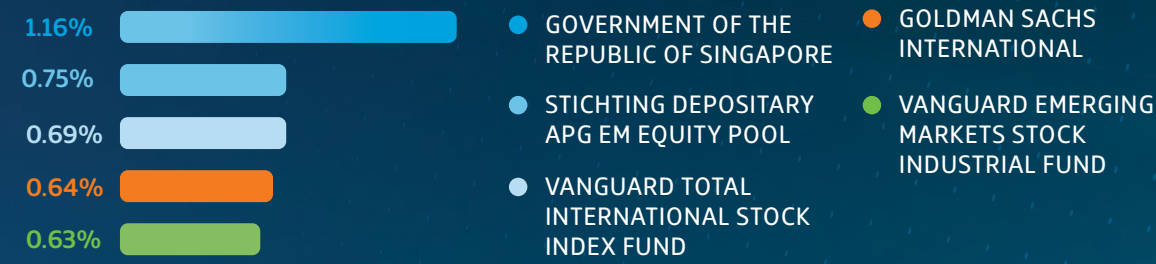 1.16%
0.75%
0.69%
0.64%
0.63%
GOVERNMENT OF THE
REPUBLIC OF SINGAPORE
STICHTING DEPOSITARY
APG EM EQUITY POOL
VANGUARD TOTAL
INTERNATIONAL STOCK
INDEX FUND
GOLDMAN SACHS
INTERNATIONAL
VANGUARD EMERGING
MARKETS STOCK
INDUSTRIAL FUND